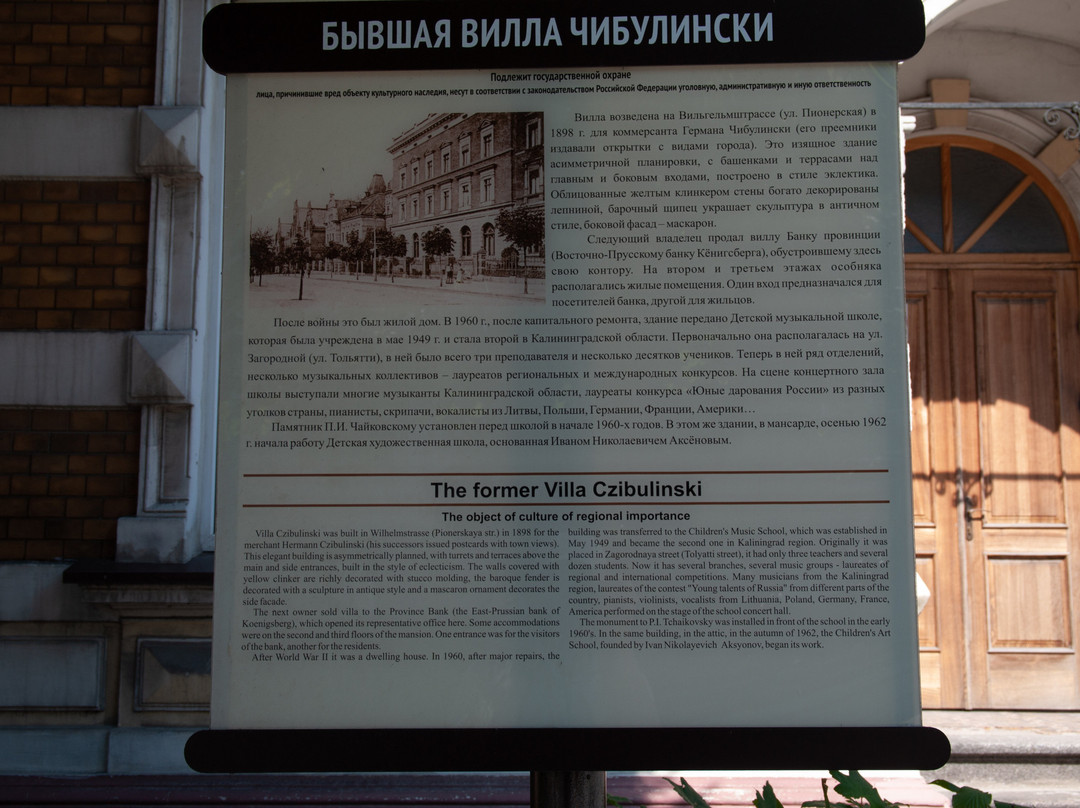 БЫВШАЯ ВИЛЛА ЧИБУЛИНСКИ
Подлежит государственной охране
лица, причинившие вред объекту культурного наследия, несут в соответствии с законодательством Российской Федерации уголовную, административную и иную ответственность
Вилла возведена на Вильгельмштрассе (ул. Пионерская) в
1898 г. для коммерсанта Германа Чибулински (его преемники
издавали открытки с видами города). Это изящное здание
асимметричной планировки, с башенками и террасами над
главным и боковым входами, построено в стиле эклектика.
Облицованные желтым клинкером стены богато декорированы
лепниной, барочный щипец украшает скульптура в античном
стиле, боковой фасад – маскарон.
Следующий владелец продал виллу Банку провинции
(Восточно-Прусскому банку Кёнигсберга), обустроившему здесь
свою контору. На втором и третьем этажах особняка
располагались жилые помещения. Один вход предназначался для
посетителей банка, другой для жильцов.
После войны это был жилой дом. В 1960 г., после капитального ремонта, здание передано Детской музыкальной школе,
которая была учреждена в мае 1949 г. и стала второй в Калининградской области. Первоначально она располагалась на ул.
Загородной (ул. Тольятти), в ней было всего три преподавателя и несколько десятков учеников. Теперь в ней ряд отделений,
несколько музыкальных коллективов – лауреатов региональных и международных конкурсов. На сцене концертного зала
школы выступали многие музыканты Калининградской области, лауреаты конкурса «Юные дарования России» из разных
уголков страны, пианисты, скрипачи, вокалисты из Литвы, Польши, Германии, Франции, Америки…
Памятник П.И. Чайковскому установлен перед школой в начале 1960-х годов. В этом же здании, в мансарде, осенью 1962
г. начала работу Детская художественная школа, основанная Иваном Николаевичем Аксёновым.
The former Villa Czibulinski
The object of culture of regional importance
Villa Czibulinski was built in Wilhelmstrasse (Pionerskaya str.) in 1898 for the
merchant Hermann Czibulinski (his successors issued postcards with town views).
This elegant building is asymmetrically planned, with turrets and terraces above the
main and side entrances, built in the style of eclecticism. The walls covered with
yellow clinker are richly decorated with stucco molding, the baroque fender is
decorated with a sculpture in antique style and a mascaron ornament decorates the
side facade.
The next owner sold villa to the Province Bank (the East-Prussian bank of
Koenigsberg), which opened its representative office here. Some accommodations
were on the second and third floors of the mansion. One entrance was for the visitors
of the bank, another for the residents.
After World War II it was a dwelling house. In 1960, after major repairs, the
building was transferred to the Children's Music School, which was established in
May 1949 and became the second one in Kaliningrad region. Originally it was
placed in Zagorodnaya street (Tolyatti street), it had only three teachers and several
dozen students. Now it has several branches, several music groups - laureates of
regional and international competitions. Many musicians from the Kaliningrad
region, laureates of the contest "Young talents of Russia" from different parts of the
country, pianists, violinists, vocalists from Lithuania, Poland, Germany, France,
America performed on the stage of the school concert hall.
The monument to P.I. Tchaikovsky was installed in front of the school in the early
1960's. In the same building, in the attic, in the autumn of 1962, the Children's Art
School, founded by Ivan Nikolayevich Aksyonov, began its work.